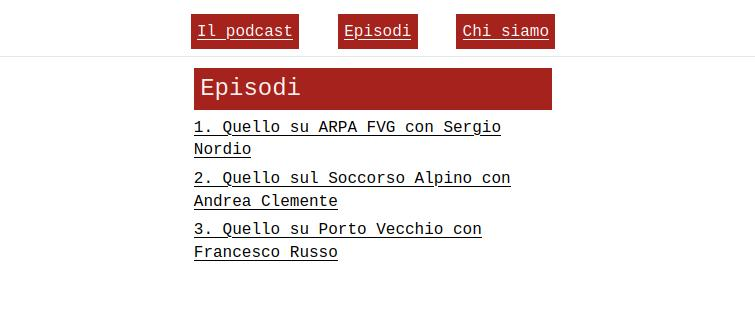 Il podcast Episodi Chi siamo
Episodi
1. Quello su ARPA FVG con Sergio
Nordio
2. Quello sul Soccorso Alpino con
Andrea Clemente
3. Quello su Porto Vecchio con
Francesco Russo